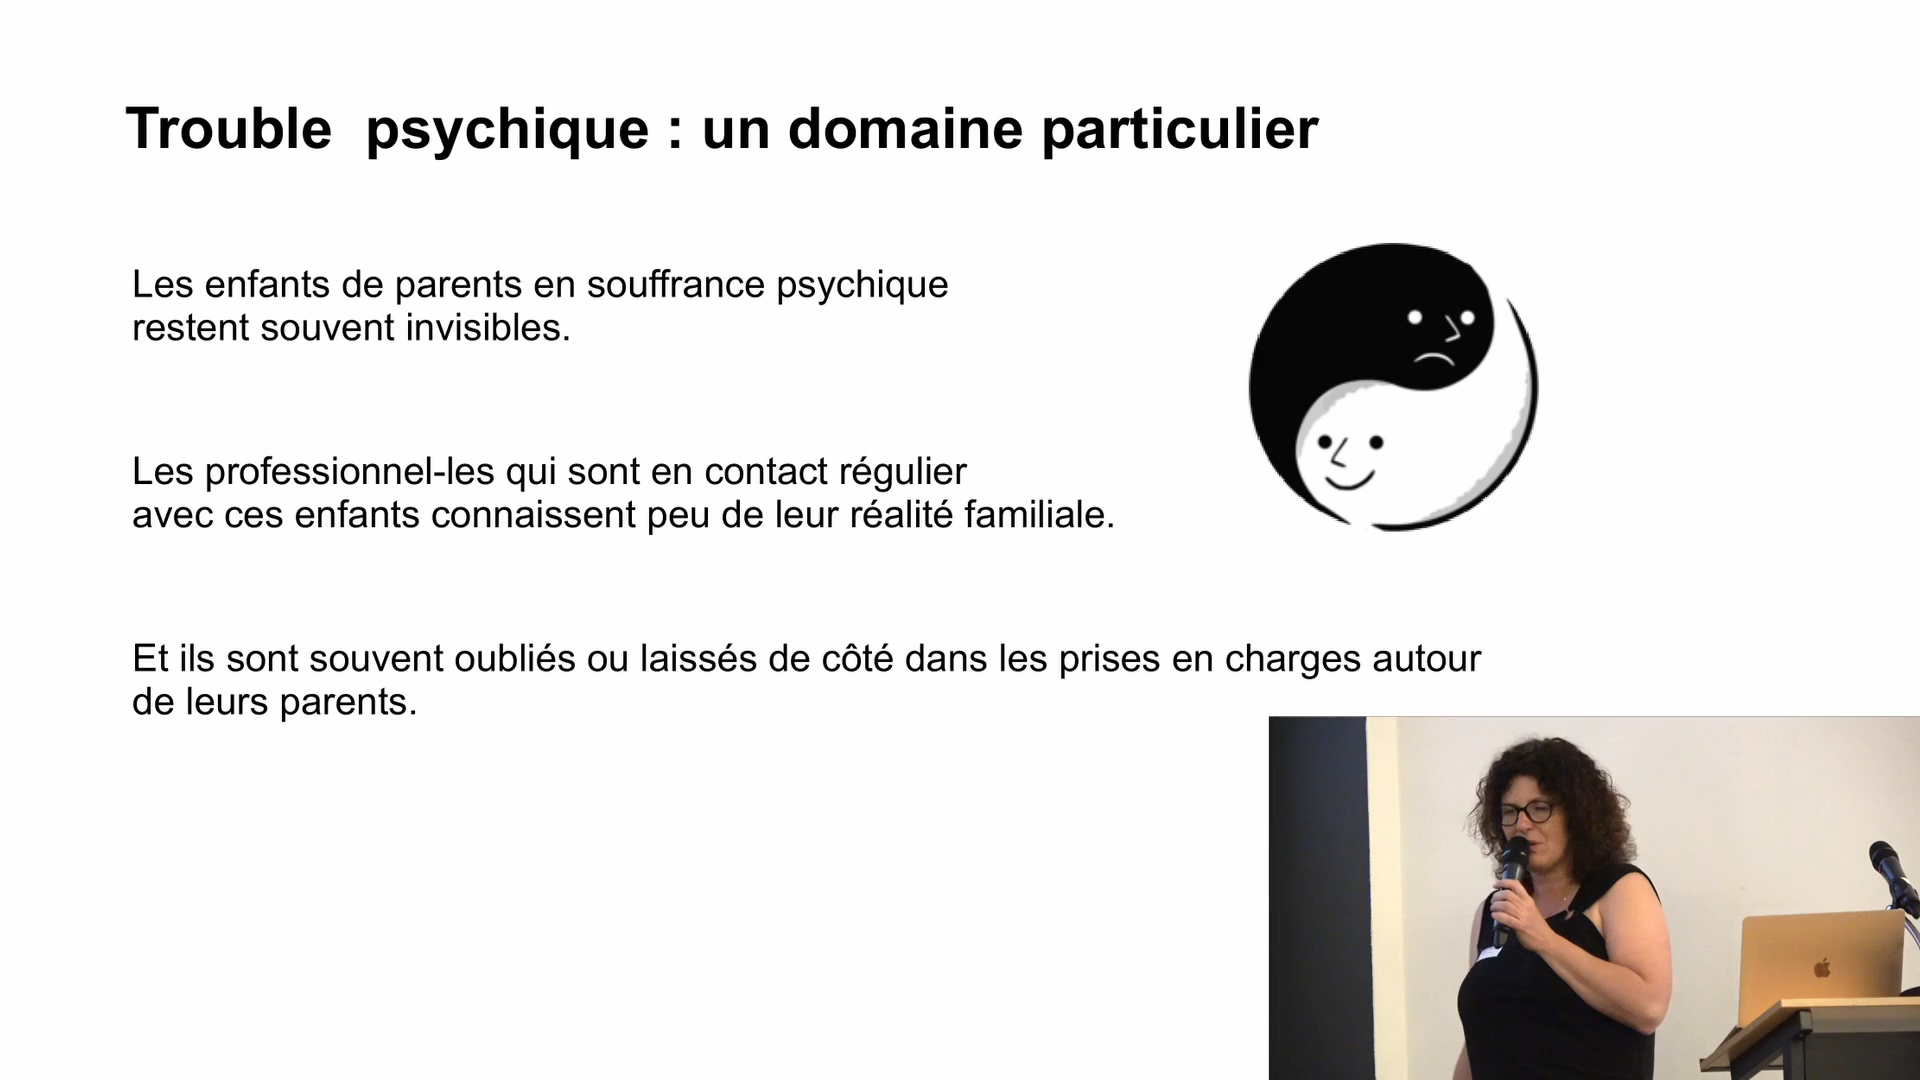 Trouble  psychique : un domaine particulier
Les enfants de parents en souffrance psychique
restent souvent invisibles.
Les professionnel-les qui sont en contact régulier
avec ces enfants connaissent peu de leur réalité familiale.
Et ils sont souvent oubliés ou laissés de côté dans les prises en charges autour
de leurs parents.